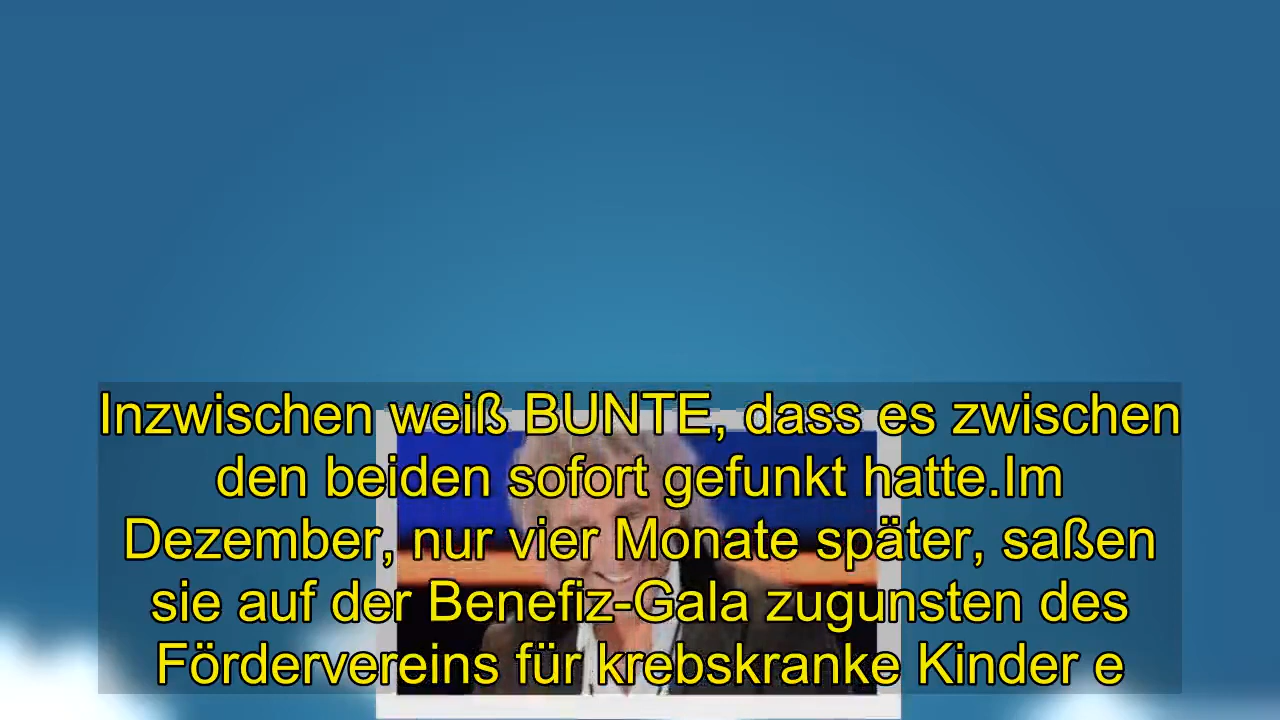 Inzwischen weiß BUNTE, dass es zwischen
den beiden sofort gefunkt hatte.Im
Dezember, nur vier Monate später, saßen
sie auf der Benefiz-Gala zugunsten des
Fördervereins für krebskranke Kinder e